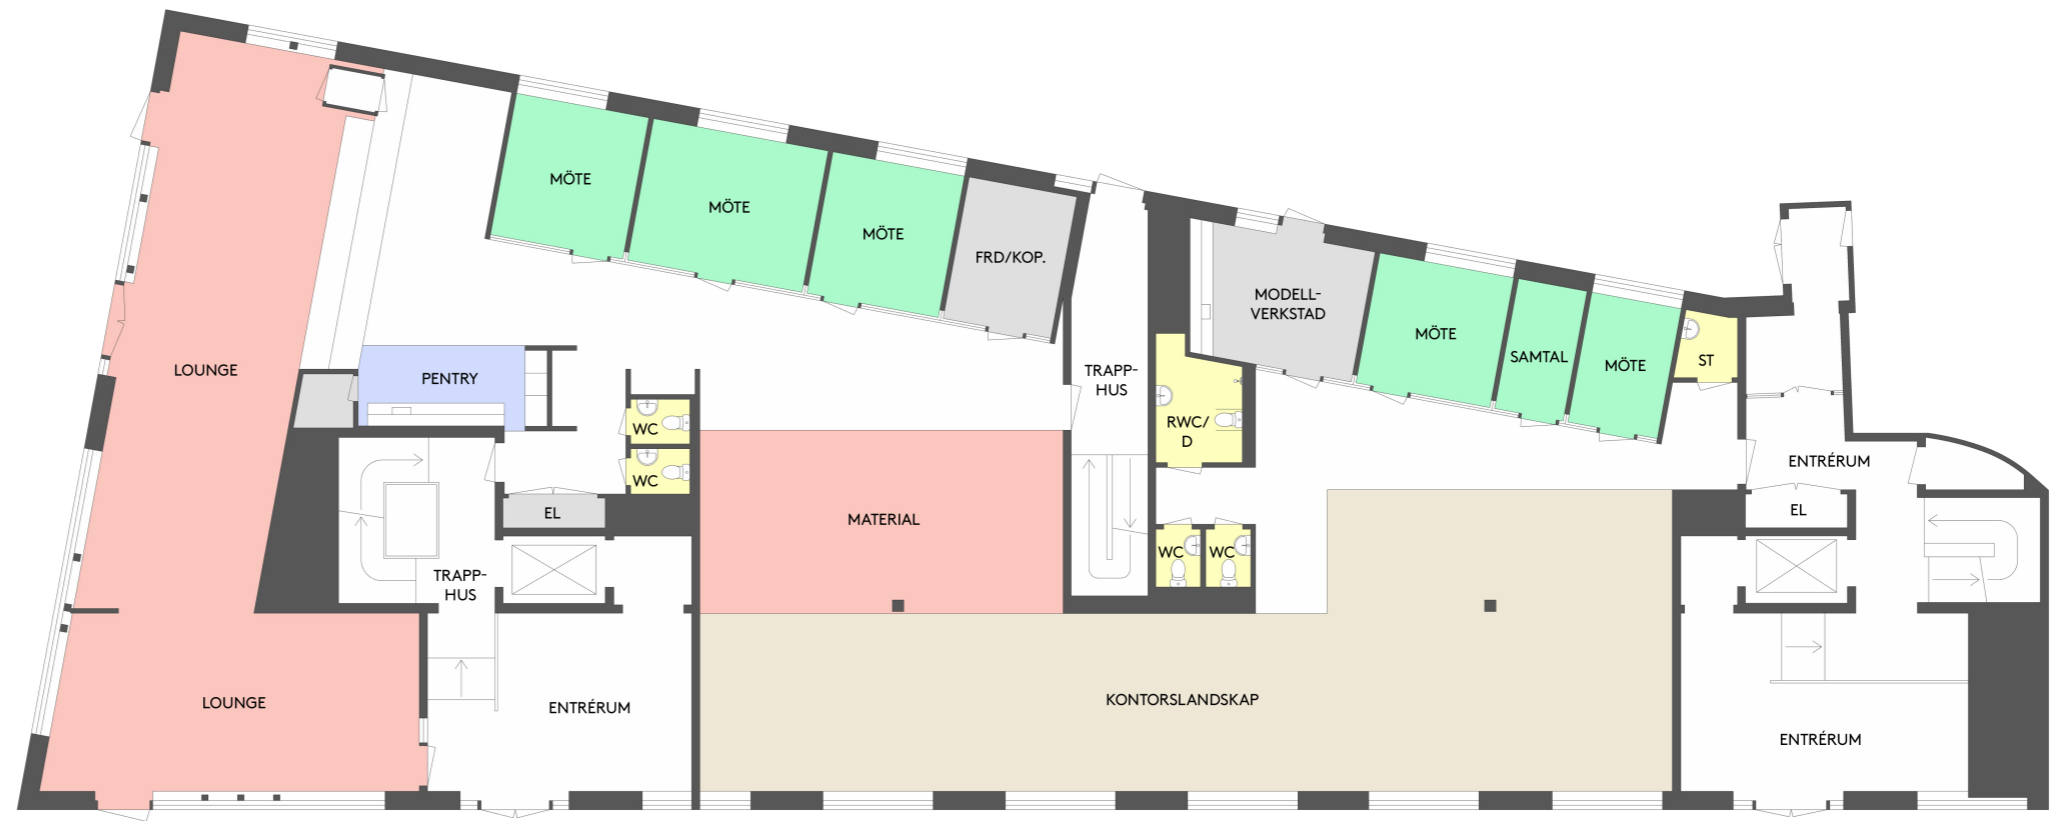 MÖTE
MÖTE
MÖTE
FRD/KOP.
MODELL-
VERKSTAD
MÖTE
SAMTAL
MÖTE
ST
LOUNGE
PENTRY
TRAPP-
HUS
WC
WC
RWC/
D
ENTRÉRUM
EL
EL
MATERIAL
WC
WC
TRAPP-
HUS
LOUNGE
ENTRÉRUM
KONTORSLANDSKAP
ENTRÉRUM